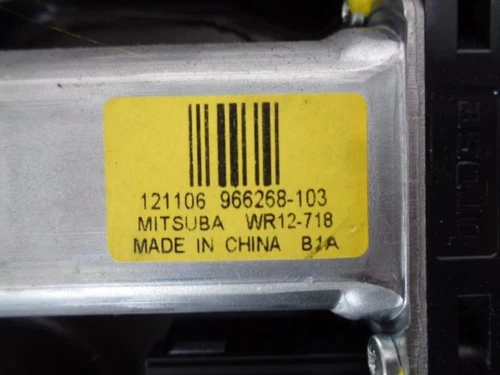 121106 966268-103
MITSUBA WR12-718
MADE IN CHINA B1A